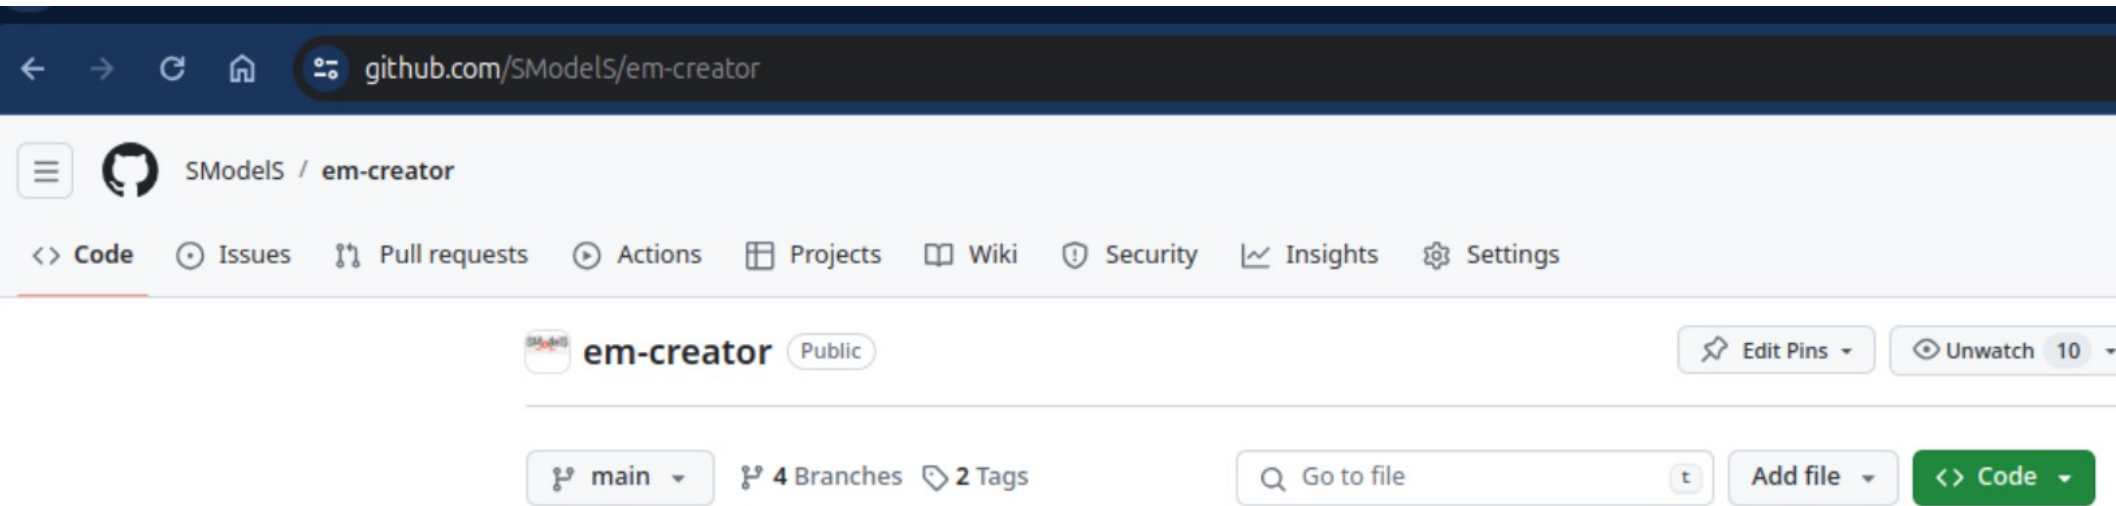 github.com/SModelS/em-creator
SModelS / em-creator
Code Issues Pull requests Actions Projects Wiki Security Insights Settings
SModelS em-creator Public Edit Pins Unwatch 10
main 4 Branches 2 Tags Go to file t Add file Code